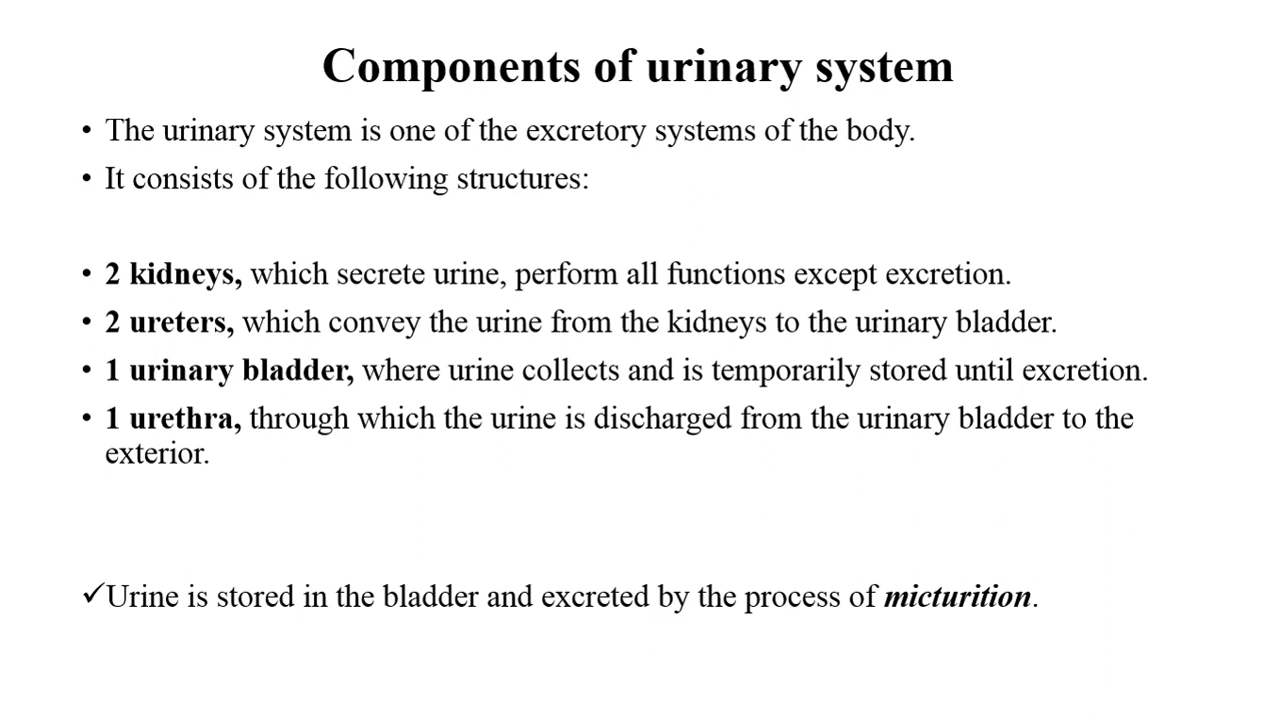 Components of urinary system
• The urinary system is one of the excretory systems of the body.
• It consists of the following structures:
• 2 kidneys, which secrete urine, perform all functions except excretion.
• 2 ureters, which convey the urine from the kidneys to the urinary bladder.
• 1 urinary bladder, where urine collects and is temporarily stored until excretion.
• 1 urethra, through which the urine is discharged from the urinary bladder to the
exterior.
✓Urine is stored in the bladder and excreted by the process of micturition.